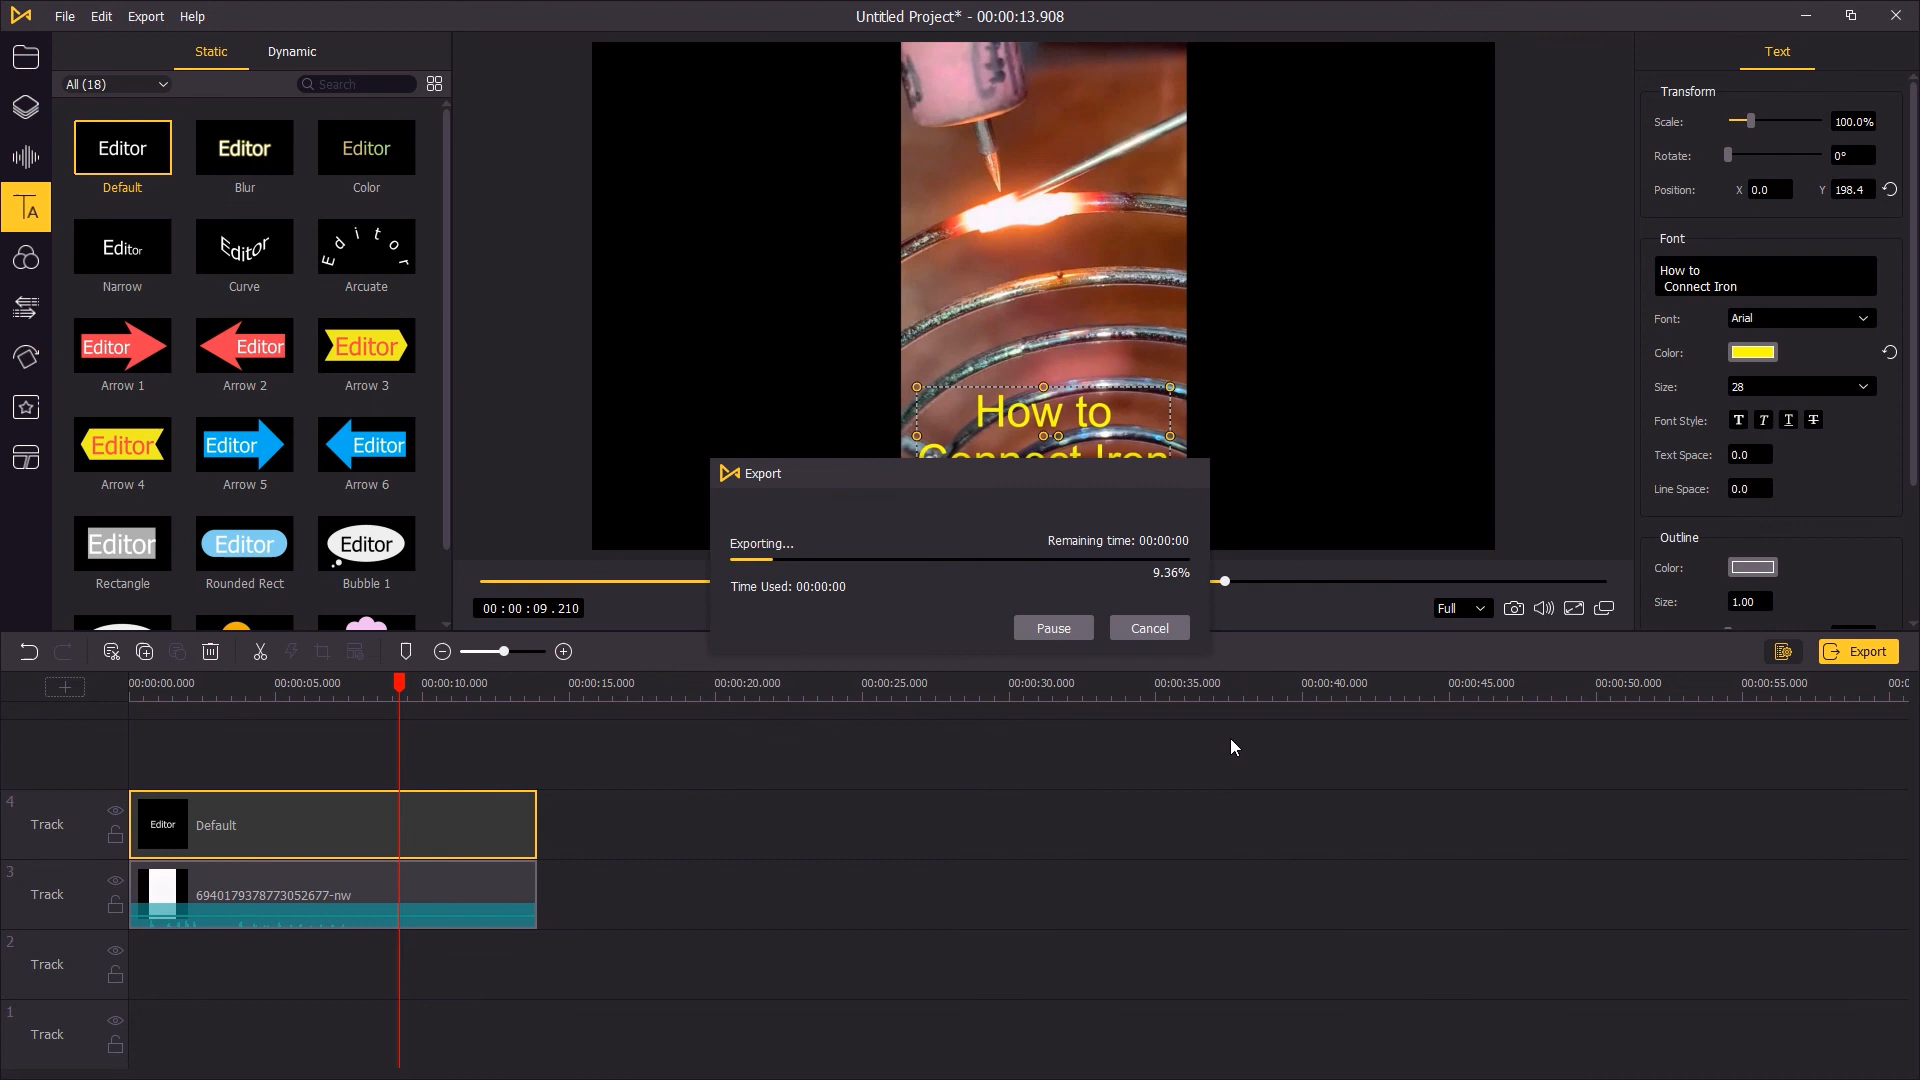 File Edit Export Help
Untitled Project* - 00:00:13.908
Static Dynamic
All (18)
Search
Editor Editor Editor
Default Blur Color
Editor Editor Editor
Narrow Curve Arcuate
Editor Editor Editor
Arrow 1 Arrow 2 Arrow 3
Editor Editor Editor
Arrow 4 Arrow 5 Arrow 6
Editor Editor Editor
Rectangle Rounded Rect Bubble 1
How to
Connect Iron
Export
Exporting...
Remaining time: 00:00:00
9.36%
Time Used: 00:00:00
Pause Cancel
00 : 00 : 09 . 210
Full
Text
Transform
Scale: 100.0%
Rotate: 0°
Position: X 0.0 Y 198.4
Font
How to
Connect Iron
Font: Arial
Color:
Size: 28
Font Style: T T T T
Text Space: 0.0
Line Space: 0.0
Outline
Color:
Size: 1.00
Export
00:00:00.000 00:00:05.000 00:00:10.000 00:00:15.000 00:00:20.000 00:00:25.000 00:00:30.000 00:00:35.000 00:00:40.000 00:00:45.000 00:00:50.000 00:00:55.000
4
Track
Editor Default
3
Track
6940179378773052677-nw
2
Track
1
Track